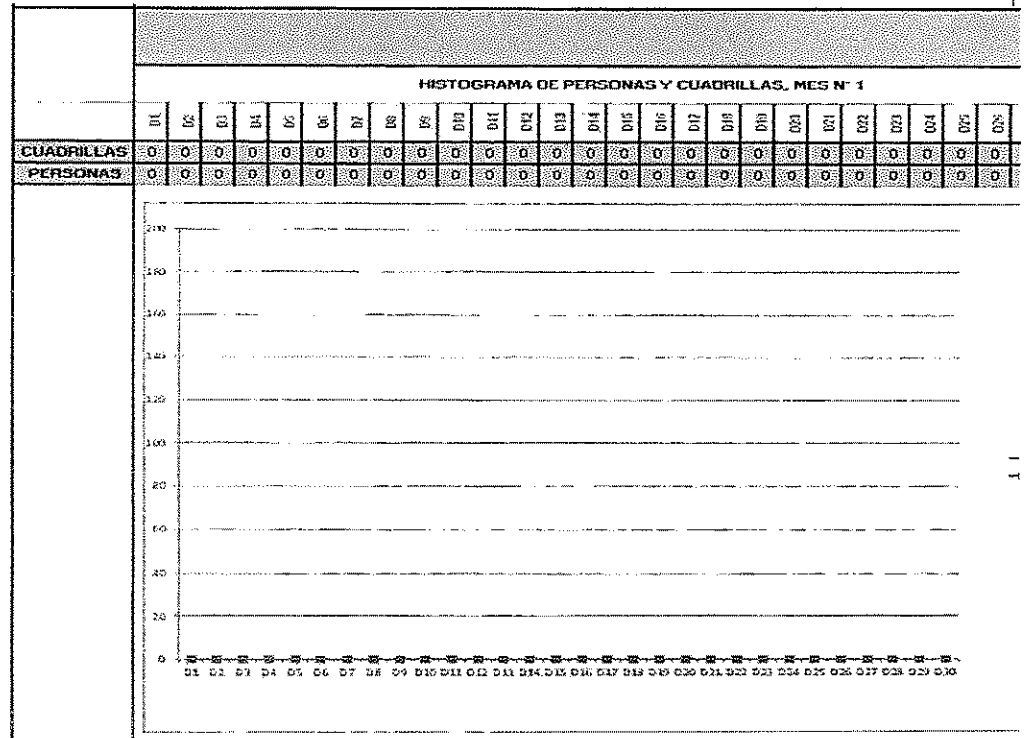 HISTOGRAMA DE PERSONAS Y CUADRILLAS, MES N° 1
D1 D2 D3 D4 D5 D6 D7 D8 D9 D10 D11 D12 D13 D14 D15 D16 D17 D18 D19 D20 D21 D22 D23 D24 D25 D26
CUADRILLAS 0 0 0 0 0 0 0 0 0 0 0 0 0 0 0 0 0 0 0 0 0 0 0 0 0 0
PERSONAS 0 0 0 0 0 0 0 0 0 0 0 0 0 0 0 0 0 0 0 0 0 0 0 0 0 0
200
180
160
140
120
100
80
60
40
20
0
D1 D2 D3 D4 D5 D6 D7 D8 D9 D10 D11 D12 D13 D14 D15 D16 D17 D18 D19 D20 D21 D22 D23 D24 D25 D26 D27 D28 D29 D30